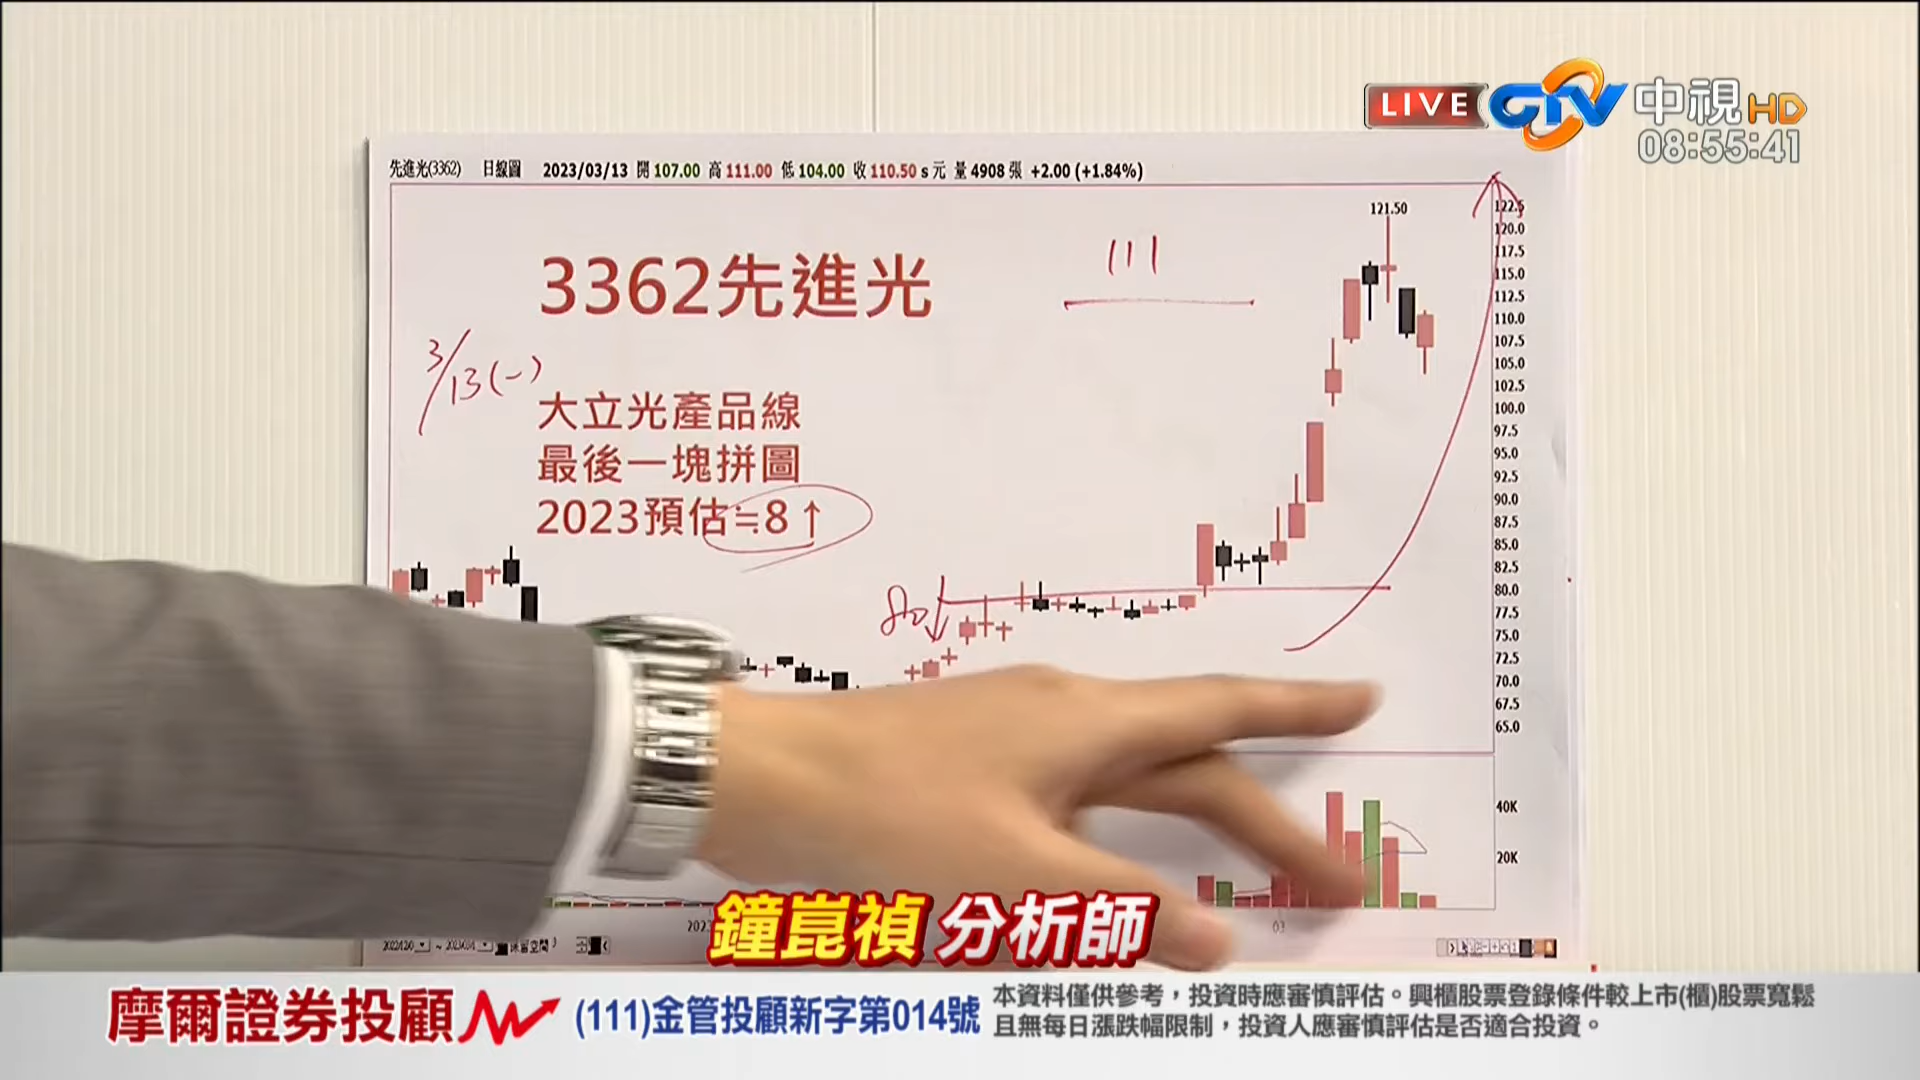 LIVE CTV 中視HD
08:55:41
先進光(3362) 日線圖 2023/03/13 開 107.00 高 111.00 低 104.00 收 110.50 s 元 量 4908 張 +2.00 (+1.84%)
121.50
111
3362先進光
3/13(一)
大立光產品線
最後一塊拼圖
2023預估≒8↑
80
122.5
120.0
117.5
115.0
112.5
110.0
107.5
105.0
102.5
100.0
97.5
95.0
92.5
90.0
87.5
85.0
82.5
80.0
77.5
75.0
72.5
70.0
67.5
65.0
40K
20K
03
鐘崑禎 分析師
摩爾證券投顧
(111)金管投顧新字第014號
本資料僅供參考，投資時應審慎評估。興櫃股票登錄條件較上市(櫃)股票寬鬆
且無每日漲跌幅限制，投資人應審慎評估是否適合投資。